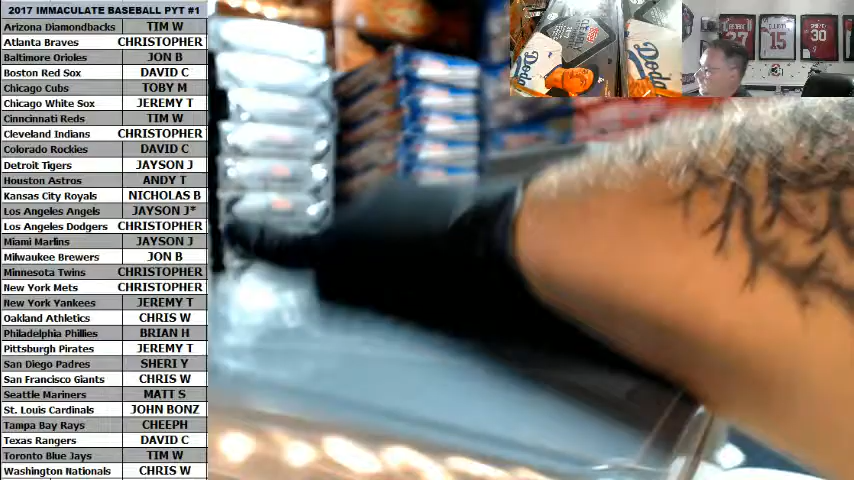 2017 IMMACULATE BASEBALL PYT #1
Arizona Diamondbacks TIM W
Atlanta Braves CHRISTOPHER
Baltimore Orioles JON B
Boston Red Sox DAVID C
Chicago Cubs TOBY M
Chicago White Sox JEREMY T
Cinncinati Reds TIM W
Cleveland Indians CHRISTOPHER
Colorado Rockies DAVID C
Detroit Tigers JAYSON J
Houston Astros ANDY T
Kansas City Royals NICHOLAS B
Los Angeles Angels JAYSON J*
Los Angeles Dodgers CHRISTOPHER
Miami Marlins JAYSON J
Milwaukee Brewers JON B
Minnesota Twins CHRISTOPHER
New York Mets CHRISTOPHER
New York Yankees JEREMY T
Oakland Athletics CHRIS W
Philadelphia Phillies BRIAN H
Pittsburgh Pirates JEREMY T
San Diego Padres SHERI Y
San Francisco Giants CHRIS W
Seattle Mariners MATT S
St. Louis Cardinals JOHN BONZ
Tampa Bay Rays CHEEPH
Texas Rangers DAVID C
Toronto Blue Jays TIM W
Washington Nationals CHRIS W
15
30